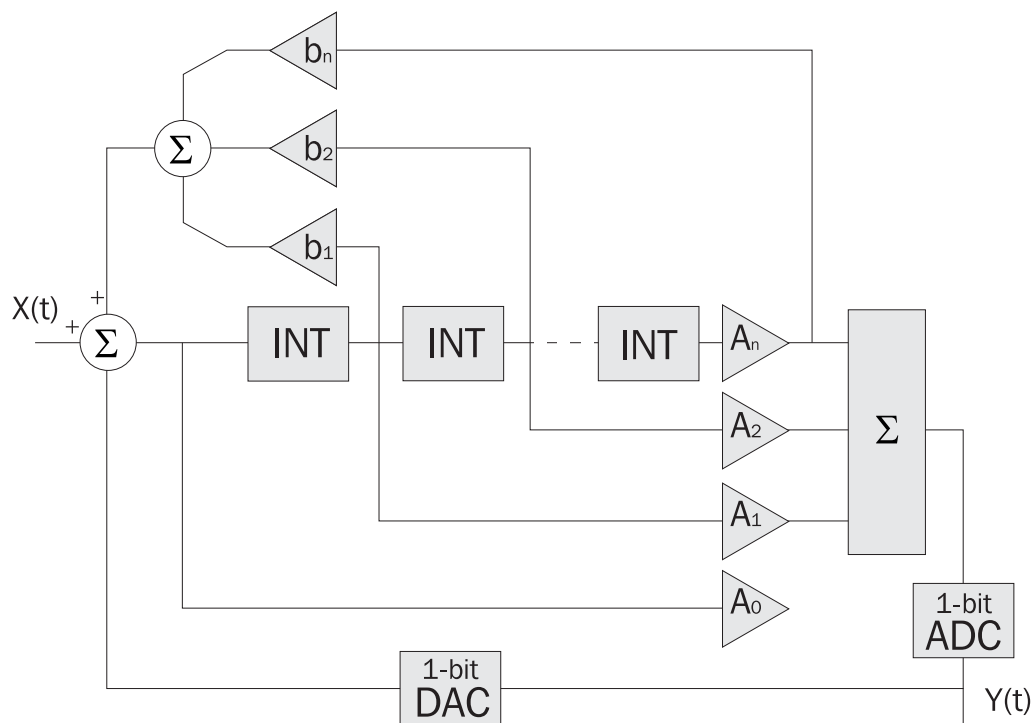 bn
Σ
b2
b1
X(t)
+
+
Σ
INT
INT
INT
An
A2
Σ
A1
A0
1-bit
ADC
1-bit
DAC
Y(t)